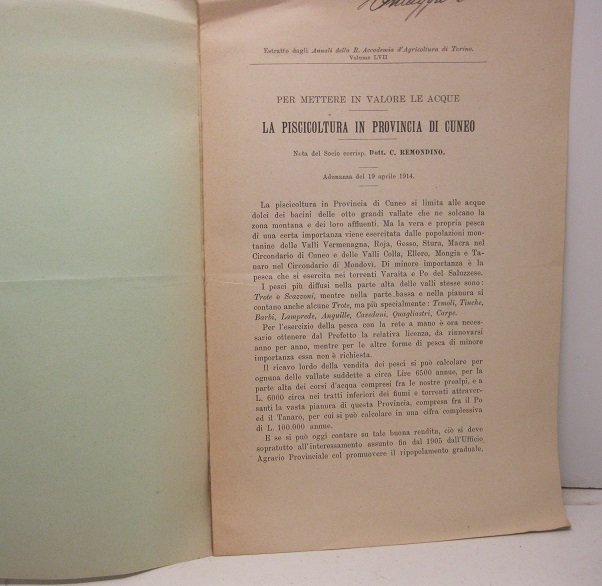 Omaggio
Estratto dagli Annali della R. Accademia d'Agricoltura di Torino.
Volume LVII
PER METTERE IN VALORE LE ACQUE
LA PISCICOLTURA IN PROVINCIA DI CUNEO
Nota del Socio corrisp. Dott. C. REMONDINO.
Adunanza del 19 aprile 1914.
La piscicoltura in Provincia di Cuneo si limita alle acque
dolci dei bacini delle otto grandi vallate che ne solcano la
zona montana e dei loro affluenti. Ma la vera e propria pesca
di una certa importanza viene esercitata dalle popolazioni mon-
tanine delle Valli Vermenagna, Roja, Gesso, Stura, Macra nel
Circondario di Cuneo e delle Valli Colla, Ellero, Mongia e Ta-
naro nel Circondario di Mondovì. Di minore importanza è la
pesca che si esercita nei torrenti Varaita e Po del Saluzzese.
I pesci più diffusi nella parte alta delle valli stesse sono:
Trote e Scazzoni, mentre nella parte bassa e nella pianura si
contano anche alcune Trote, ma più specialmente: Temoli, Tinche,
Barbi, Lamprede, Anguille, Cavedani, Quagliastri, Carpe.
Per l'esercizio della pesca con la rete a mano è ora neces-
sario ottenere dal Prefetto la relativa licenza, da rinnovarsi
anno per anno, mentre per le altre forme di pesca di minore
importanza essa non è richiesta.
Il ricavo lordo della vendita dei pesci si può calcolare per
ognuna delle vallate suddette a circa Lire 6500 annue, per la
parte alta dei corsi d'acqua compresi fra le nostre prealpi, e a
L. 6000 circa nei tratti inferiori dei fiumi e torrenti attraver-
santi la vasta pianura di questa Provincia, compresa fra il Po
ed il Tanaro, per cui si può calcolare in una cifra complessiva
di L. 100.000 annue.
E se si può oggi contare su tale buona rendita, ciò si deve
sopratutto all'interessamento assunto fin dal 1905 dall'Ufficio
Agrario Provinciale col promuovere il ripopolamento graduale,